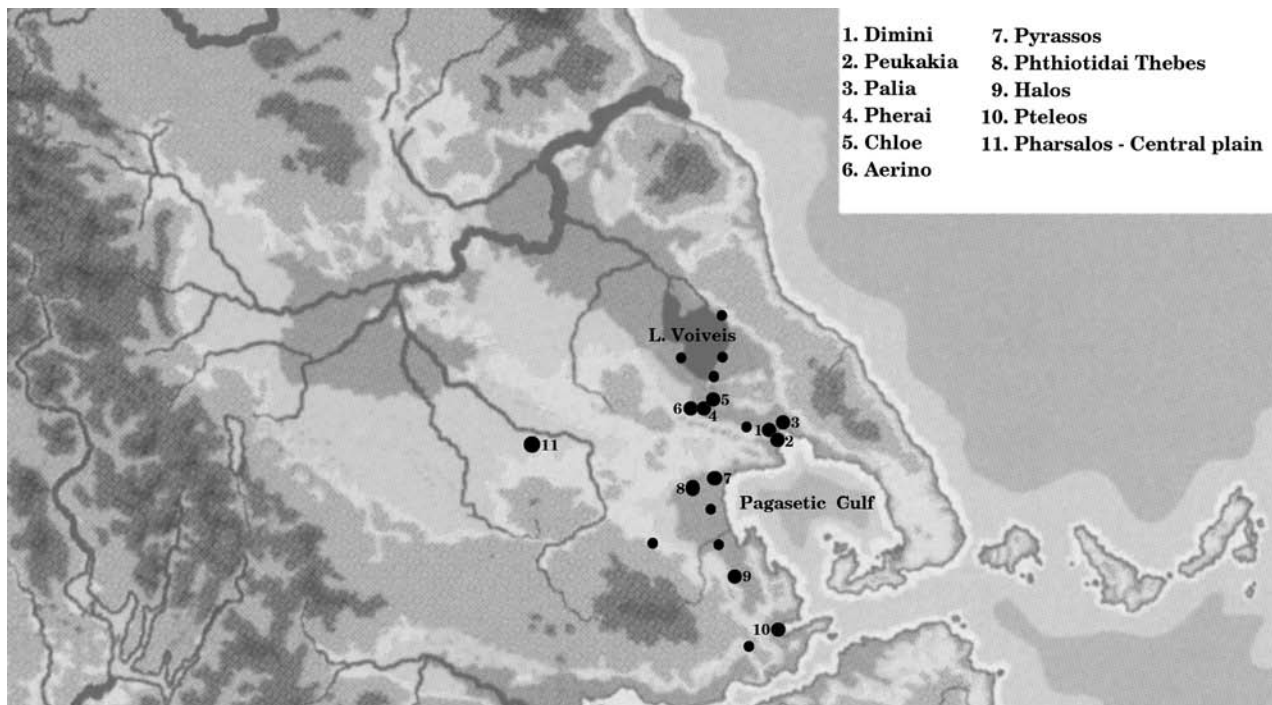 1. Dimini
2. Peukakia
3. Palia
4. Pherai
5. Chloe
6. Aerino
7. Pyrassos
8. Phthiotidai Thebes
9. Halos
10. Pteleos
11. Pharsalos - Central plain
L. Voiveis
5
6
4
3
1
2
11
7
8
Pagasetic Gulf
9
10